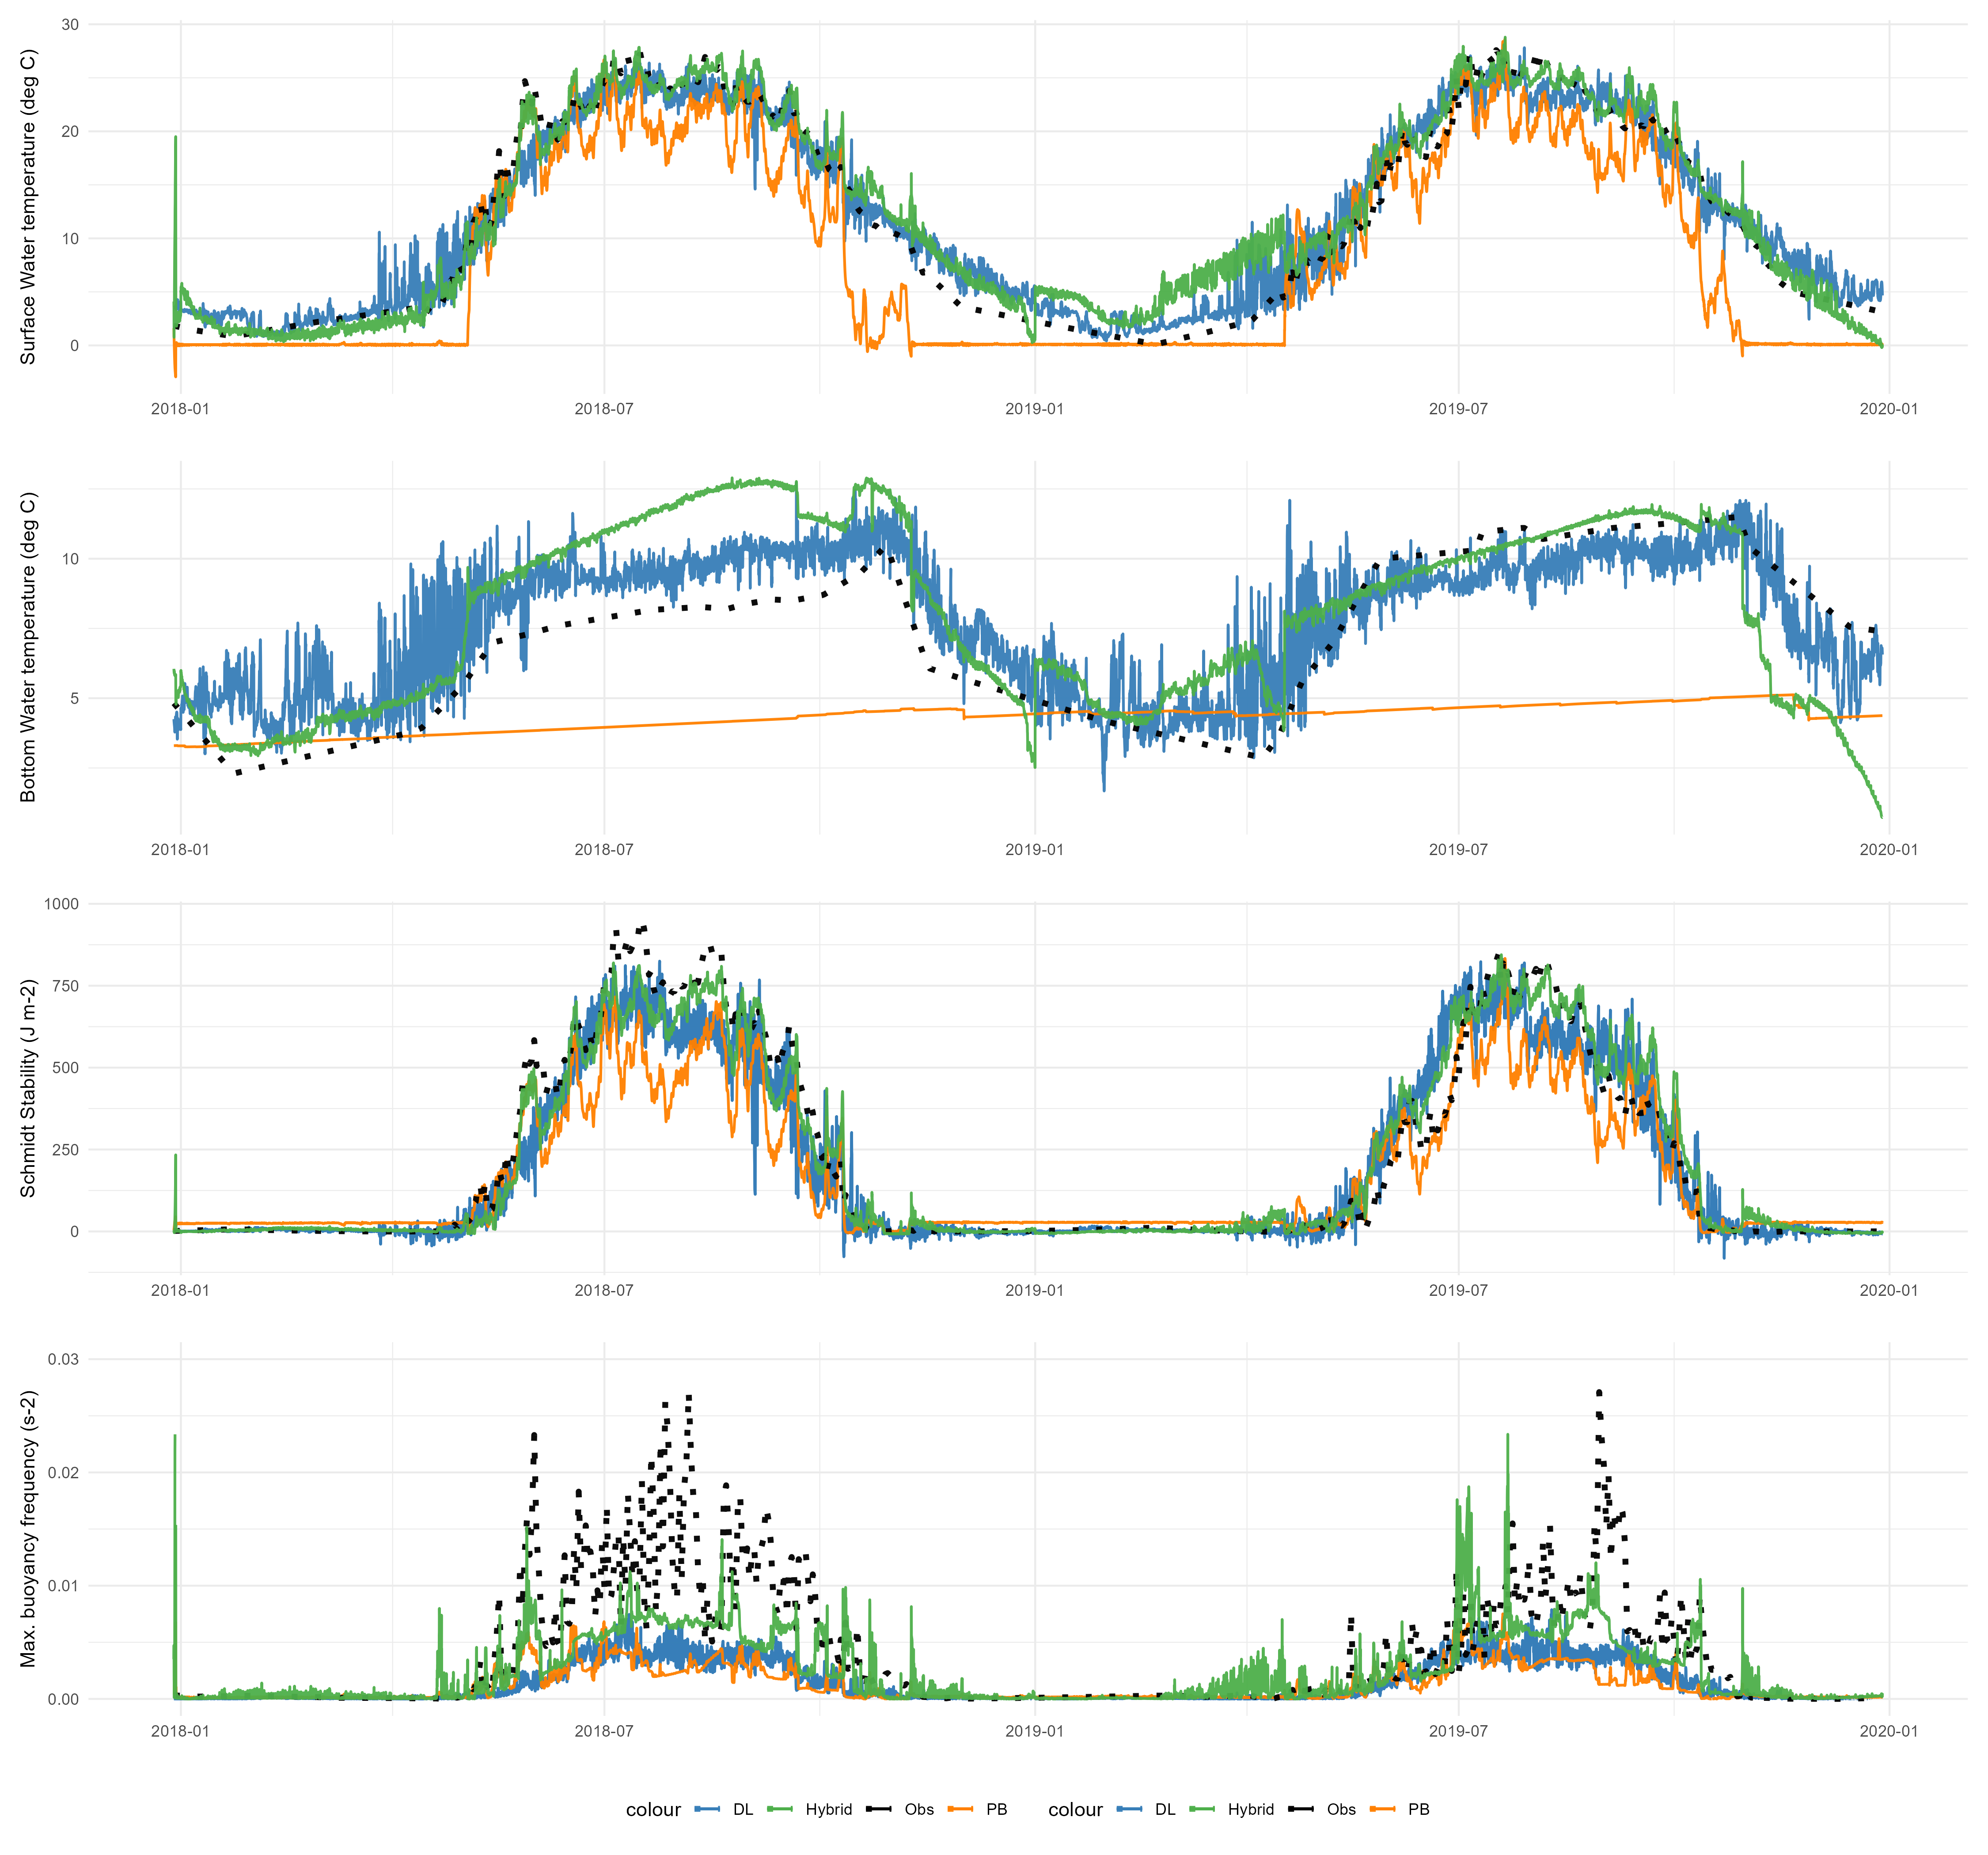 Surface Water temperature (deg C)
30
20
10
0
2018-01 2018-07 2019-01 2019-07 2020-01
Bottom Water temperature (deg C)
10
5
2018-01 2018-07 2019-01 2019-07 2020-01
Schmidt Stability (J m-2)
1000
750
500
250
0
2018-01 2018-07 2019-01 2019-07 2020-01
Max. buoyancy frequency (s-2)
0.03
0.02
0.01
0.00
2018-01 2018-07 2019-01 2019-07 2020-01
colour DL Hybrid Obs PB colour DL Hybrid Obs PB